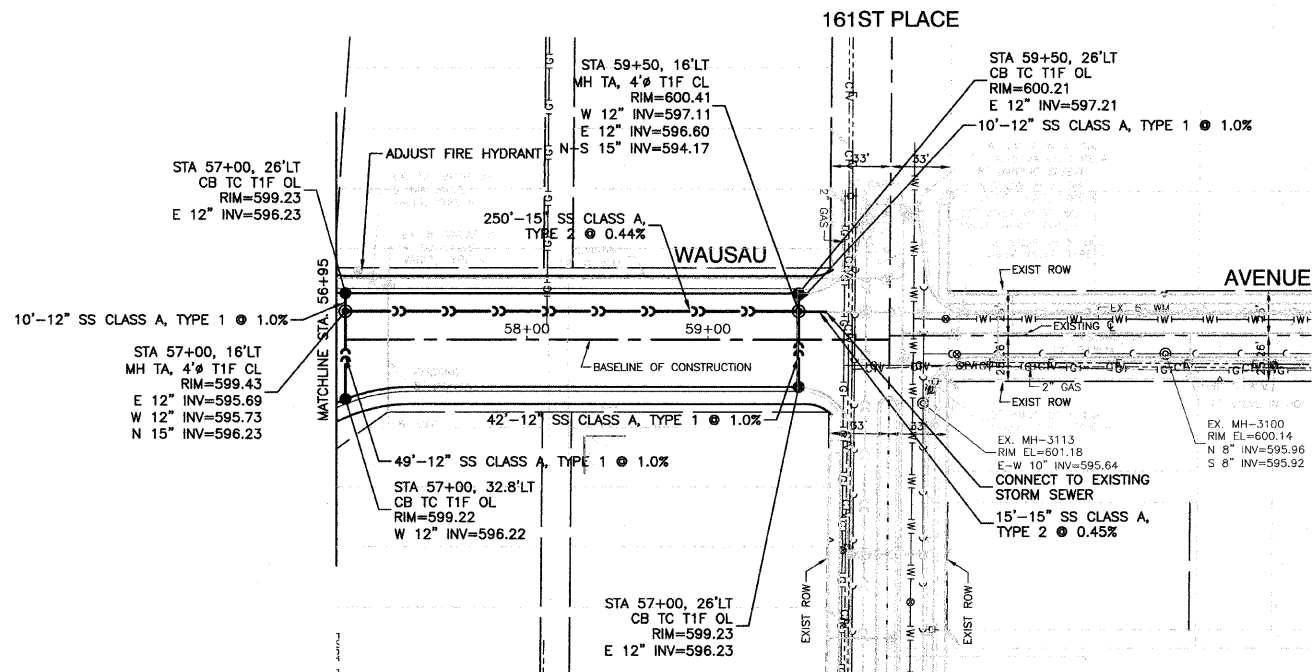 161ST PLACE
STA 59+50, 16'LT
MH TA, 4'ø T1F CL
RIM=600.41
W 12" INV=597.11
E 12" INV=596.60
N-S 15" INV=594.17
STA 59+50, 26'LT
CB TC T1F OL
RIM=600.21
E 12" INV=597.21
10'-12" SS CLASS A, TYPE 1 @ 1.0%
ADJUST FIRE HYDRANT
STA 57+00, 26'LT
CB TC T1F OL
RIM=599.23
E 12" INV=596.23
33'
33'
2" GAS
250'-15" SS CLASS A,
TYPE 2 @ 0.44%
WAUSAU
AVENUE
EXIST ROW
EX. 6" WM
EXISTING ℄
MATCHLINE STA. 56+95
10'-12" SS CLASS A, TYPE 1 @ 1.0%
58+00
59+00
BASELINE OF CONSTRUCTION
STA 57+00, 16'LT
MH TA, 4'ø T1F CL
RIM=599.43
E 12" INV=595.69
W 12" INV=595.73
N 15" INV=596.23
2" GAS
EXIST ROW
42'-12" SS CLASS A, TYPE 1 @ 1.0%
33'
33'
EX. MH-3113
RIM EL=601.18
E-W 10" INV=595.64
EX. MH-3100
RIM EL=600.14
N 8" INV=595.96
S 8" INV=595.92
49'-12" SS CLASS A, TYPE 1 @ 1.0%
CONNECT TO EXISTING
STORM SEWER
STA 57+00, 32.8'LT
CB TC T1F OL
RIM=599.22
W 12" INV=596.22
15'-15" SS CLASS A,
TYPE 2 @ 0.45%
STA 57+00, 26'LT
CB TC T1F OL
RIM=599.23
E 12" INV=596.23
EXIST ROW
EXIST ROW